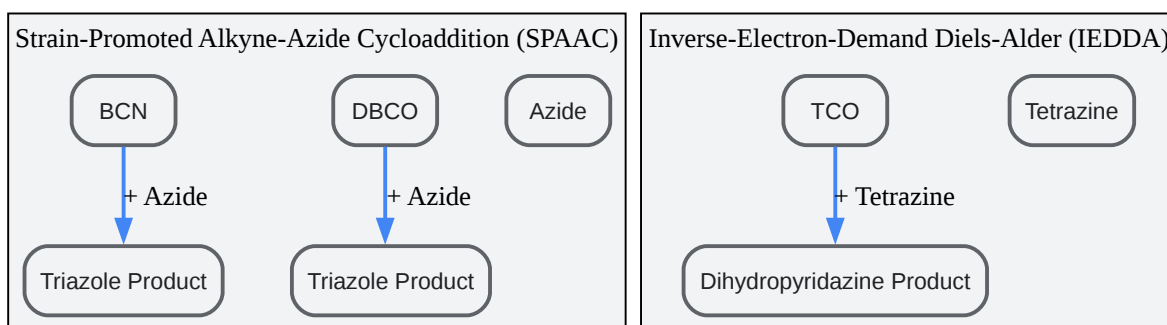 Strain-Promoted Alkyne-Azide Cycloaddition (SPAAC)
BCN
DBCO
Azide
+ Azide
+ Azide
Triazole Product
Triazole Product
Inverse-Electron-Demand Diels-Alder (IEDDA)
TCO
Tetrazine
+ Tetrazine
Dihydropyridazine Product